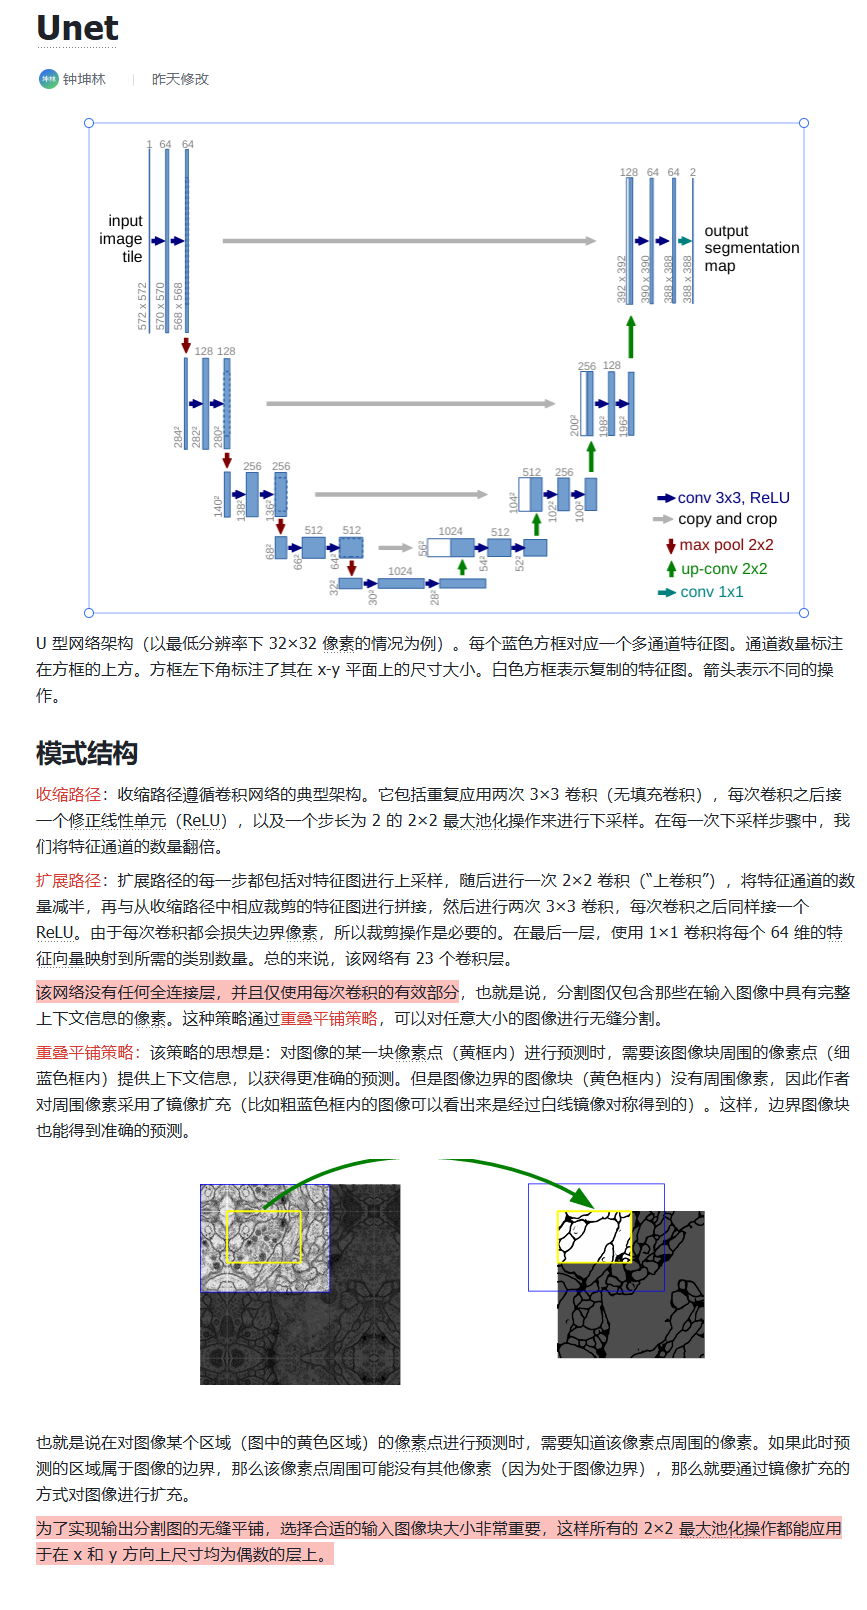 Unet
坤林 钟坤林 昨天修改
1 64 64
128 64 64 2
input
image
tile
output
segmentation
map
572 x 572
570 x 570
568 x 568
392 x 392
390 x 390
388 x 388
388 x 388
128 128
256 128
284²
282²
280²
200²
198²
196²
256 256
512 256
140²
138²
136²
104²
102²
100²
512 512
1024 512
68²
66²
64²
56²
54²
52²
1024
32²
30²
28²
conv 3x3, ReLU
copy and crop
max pool 2x2
up-conv 2x2
conv 1x1
U 型网络架构（以最低分辨率下 32×32 像素的情况为例）。每个蓝色方框对应一个多通道特征图。通道数量标注
在方框的上方。方框左下角标注了其在 x-y 平面上的尺寸大小。白色方框表示复制的特征图。箭头表示不同的操
作。
模式结构
收缩路径：收缩路径遵循卷积网络的典型架构。它包括重复应用两次 3×3 卷积（无填充卷积），每次卷积之后接
一个修正线性单元（ReLU），以及一个步长为 2 的 2×2 最大池化操作来进行下采样。在每一次下采样步骤中，我
们将特征通道的数量翻倍。
扩展路径：扩展路径的每一步都包括对特征图进行上采样，随后进行一次 2×2 卷积（“上卷积”），将特征通道的数
量减半，再与从收缩路径中相应裁剪的特征图进行拼接，然后进行两次 3×3 卷积，每次卷积之后同样接一个
ReLU。由于每次卷积都会损失边界像素，所以裁剪操作是必要的。在最后一层，使用 1×1 卷积将每个 64 维的特
征向量映射到所需的类别数量。总的来说，该网络有 23 个卷积层。
该网络没有任何全连接层，并且仅使用每次卷积的有效部分，也就是说，分割图仅包含那些在输入图像中具有完整
上下文信息的像素。这种策略通过重叠平铺策略，可以对任意大小的图像进行无缝分割。
重叠平铺策略：该策略的思想是：对图像的某一块像素点（黄框内）进行预测时，需要该图像块周围的像素点（细
蓝色框内）提供上下文信息，以获得更准确的预测。但是图像边界的图像块（黄色框内）没有周围像素，因此作者
对周围像素采用了镜像扩充（比如粗蓝色框内的图像可以看出来是经过白线镜像对称得到的）。这样，边界图像块
也能得到准确的预测。
也就是说在对图像某个区域（图中的黄色区域）的像素点进行预测时，需要知道该像素点周围的像素。如果此时预
测的区域属于图像的边界，那么该像素点周围可能没有其他像素（因为处于图像边界），那么就要通过镜像扩充的
方式对图像进行扩充。
为了实现输出分割图的无缝平铺，选择合适的输入图像块大小非常重要，这样所有的 2×2 最大池化操作都能应用
于在 x 和 y 方向上尺寸均为偶数的层上。